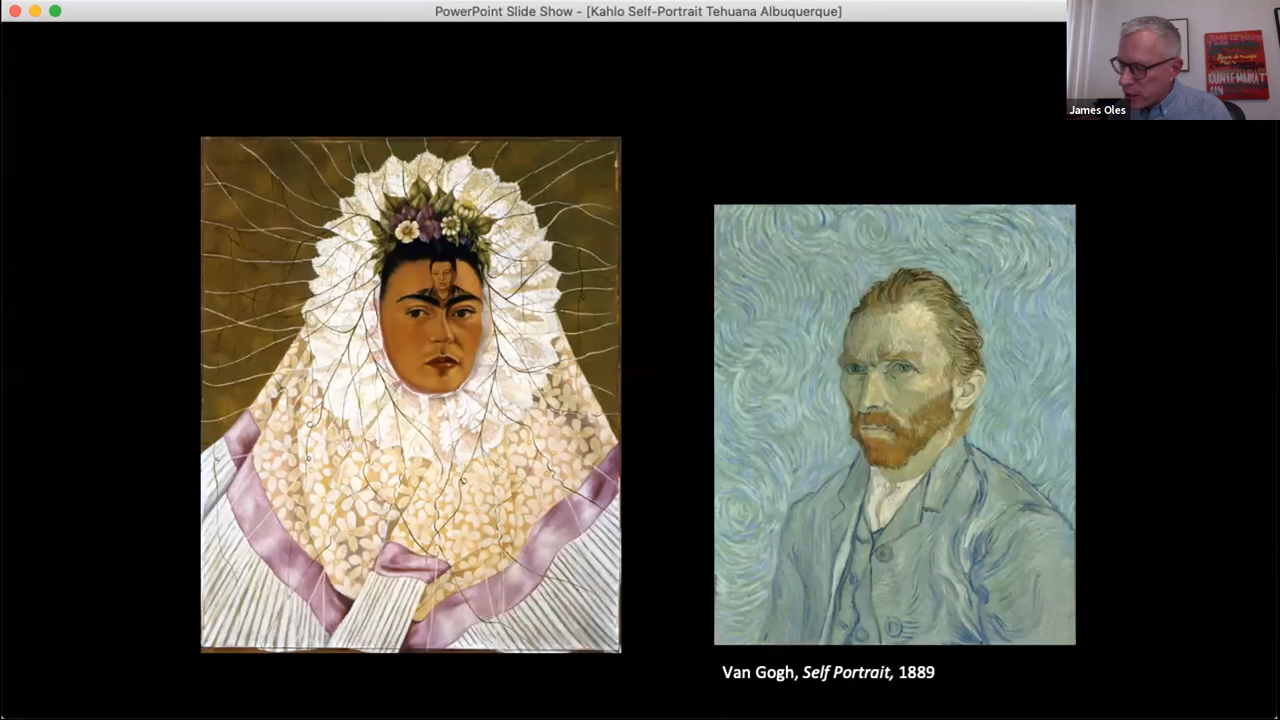 PowerPoint Slide Show - [Kahlo Self-Portrait Tehuana Albuquerque]
James Oles
Van Gogh, Self Portrait, 1889